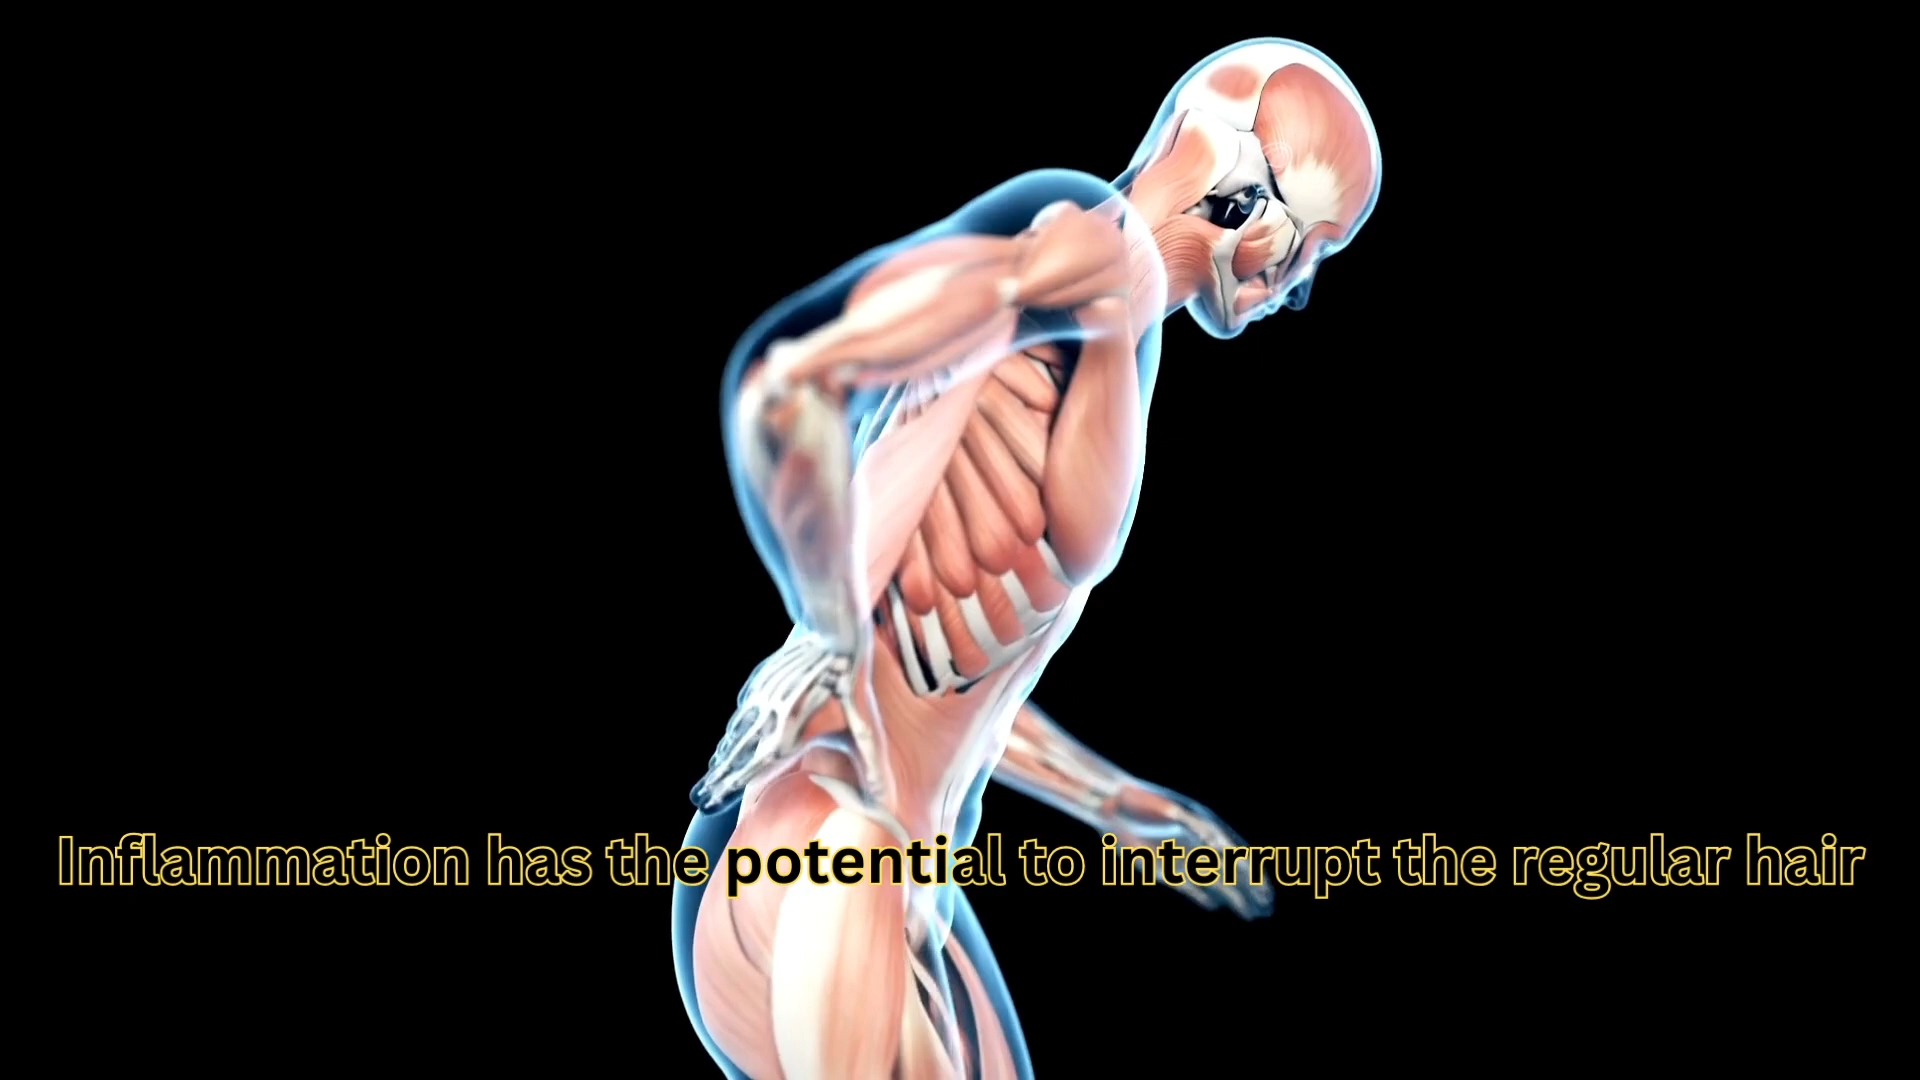 Inflammation has the potential to interrupt the regular hair